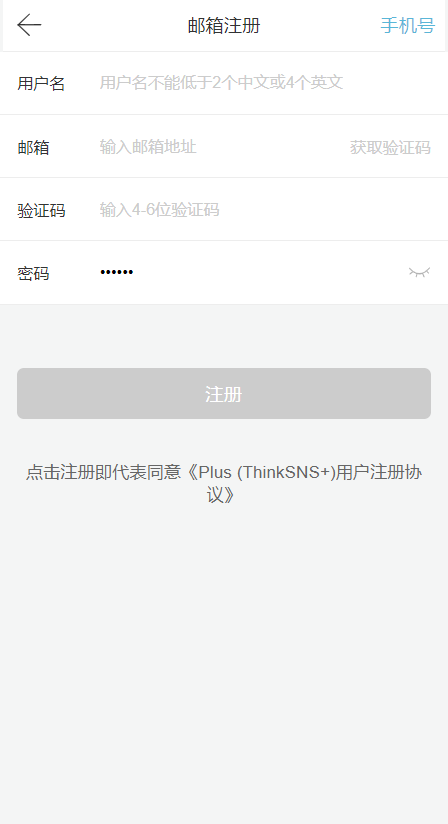 邮箱注册 手机号
用户名 用户名不能低于2个中文或4个英文
邮箱 输入邮箱地址 获取验证码
验证码 输入4-6位验证码
密码 ••••••
注册
点击注册即代表同意《Plus (ThinkSNS+)用户注册协
议》